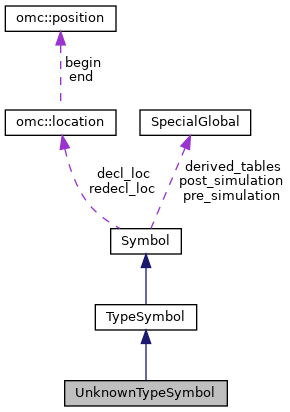 omc::position
begin
end
omc::location
SpecialGlobal
decl_loc
redecl_loc
derived_tables
post_simulation
pre_simulation
Symbol
TypeSymbol
UnknownTypeSymbol